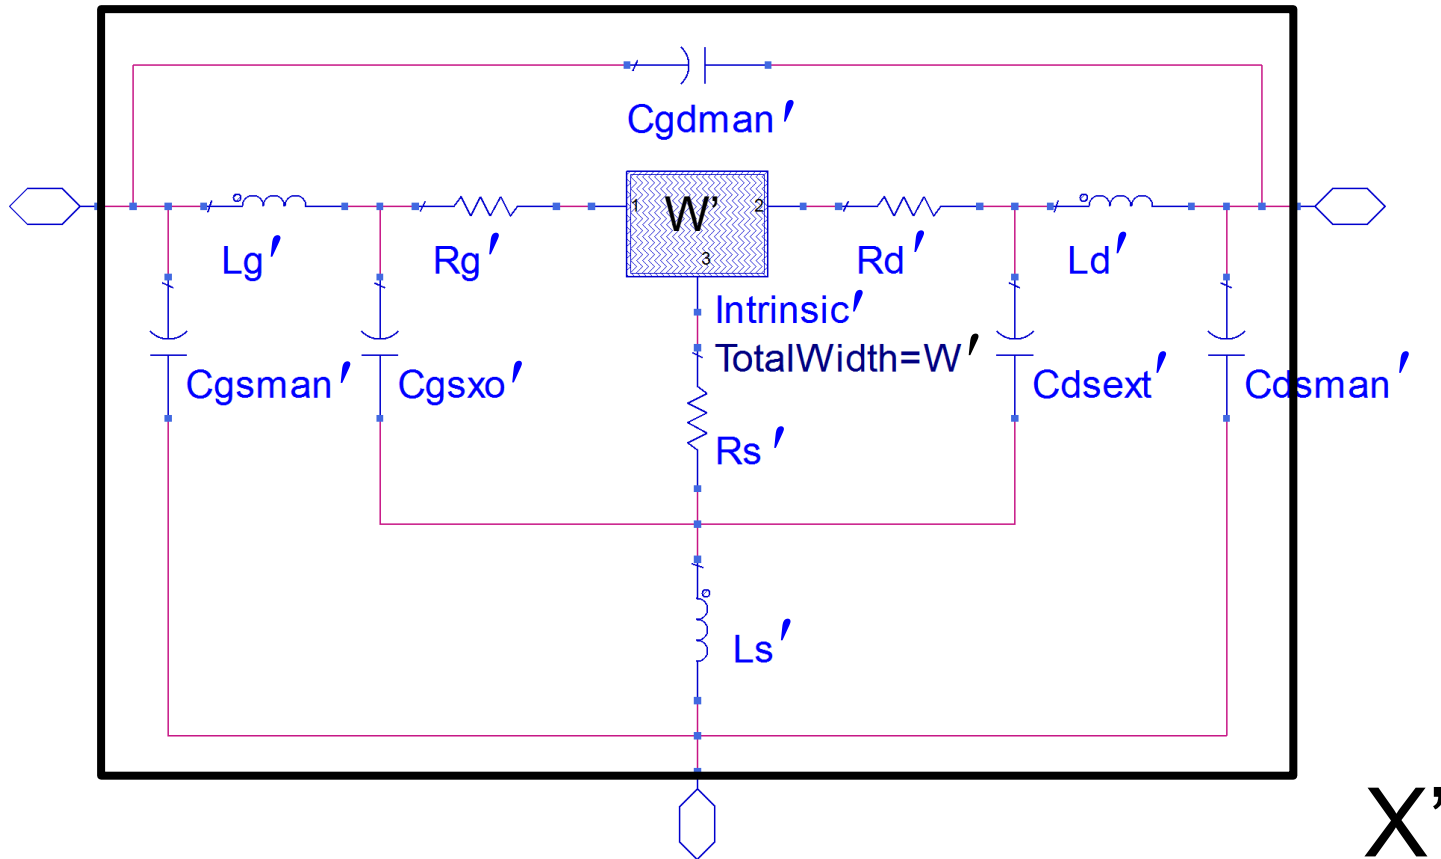 Cgdman'
1
W'
2
3
Lg'
Rg'
Rd'
Ld'
Intrinsic'
TotalWidth=W'
Cgsman'
Cgsxo'
Cdsext'
Cdsman'
Rs'
Ls'
X'